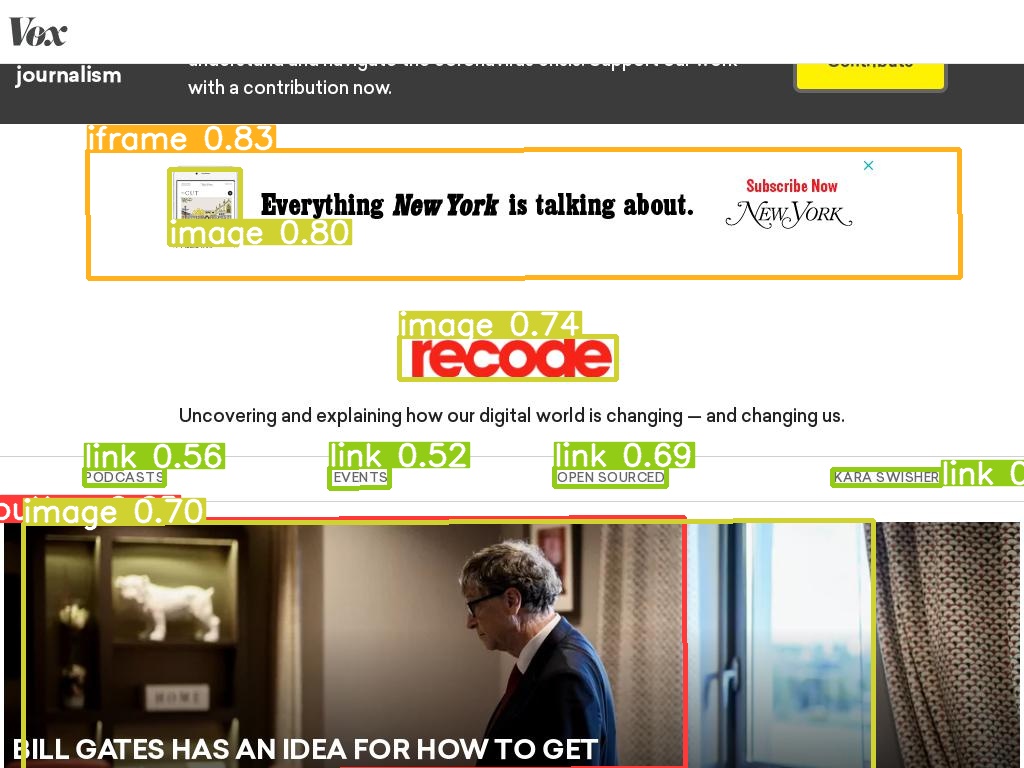 Vox
journalism
understand and navigate the coronavirus crisis. Support our work
with a contribution now.
Contribute
iframe 0.83
CUT
Everything New York is talking about.
Subscribe Now
NEW YORK
image 0.80
image 0.74
recode
Uncovering and explaining how our digital world is changing — and changing us.
link 0.56
link 0.52
link 0.69
PODCASTS
EVENTS
OPEN SOURCED
KARA SWISHER
link 0
image 0.70
HOME
BILL GATES HAS AN IDEA FOR HOW TO GET